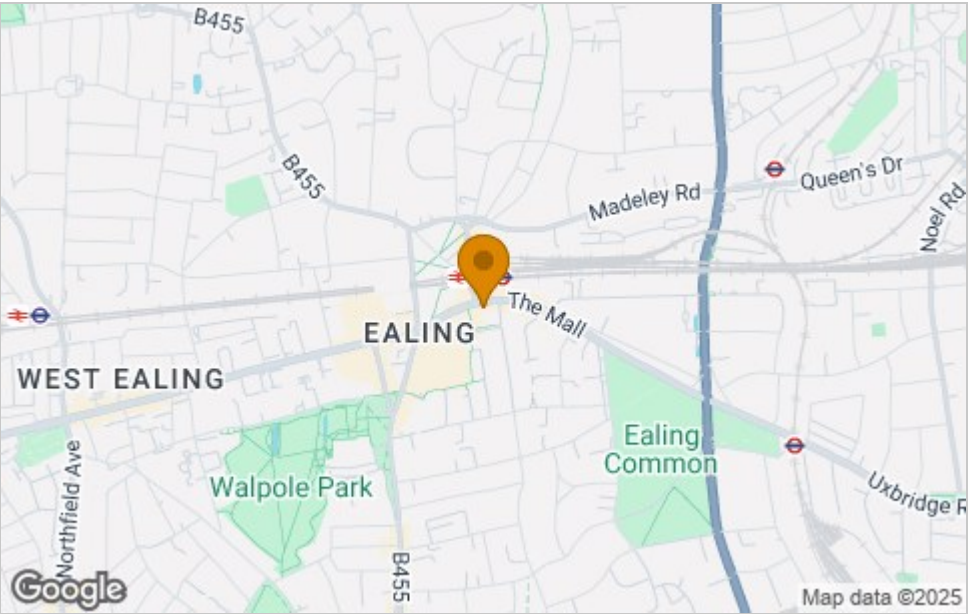 B455
B455
Queen's Dr
Madeley Rd
Noel Rd
The Mall
EALING
WEST EALING
Ealing
Common
Walpole Park
Northfield Ave
Uxbridge R
B455
Google
Map data ©2025